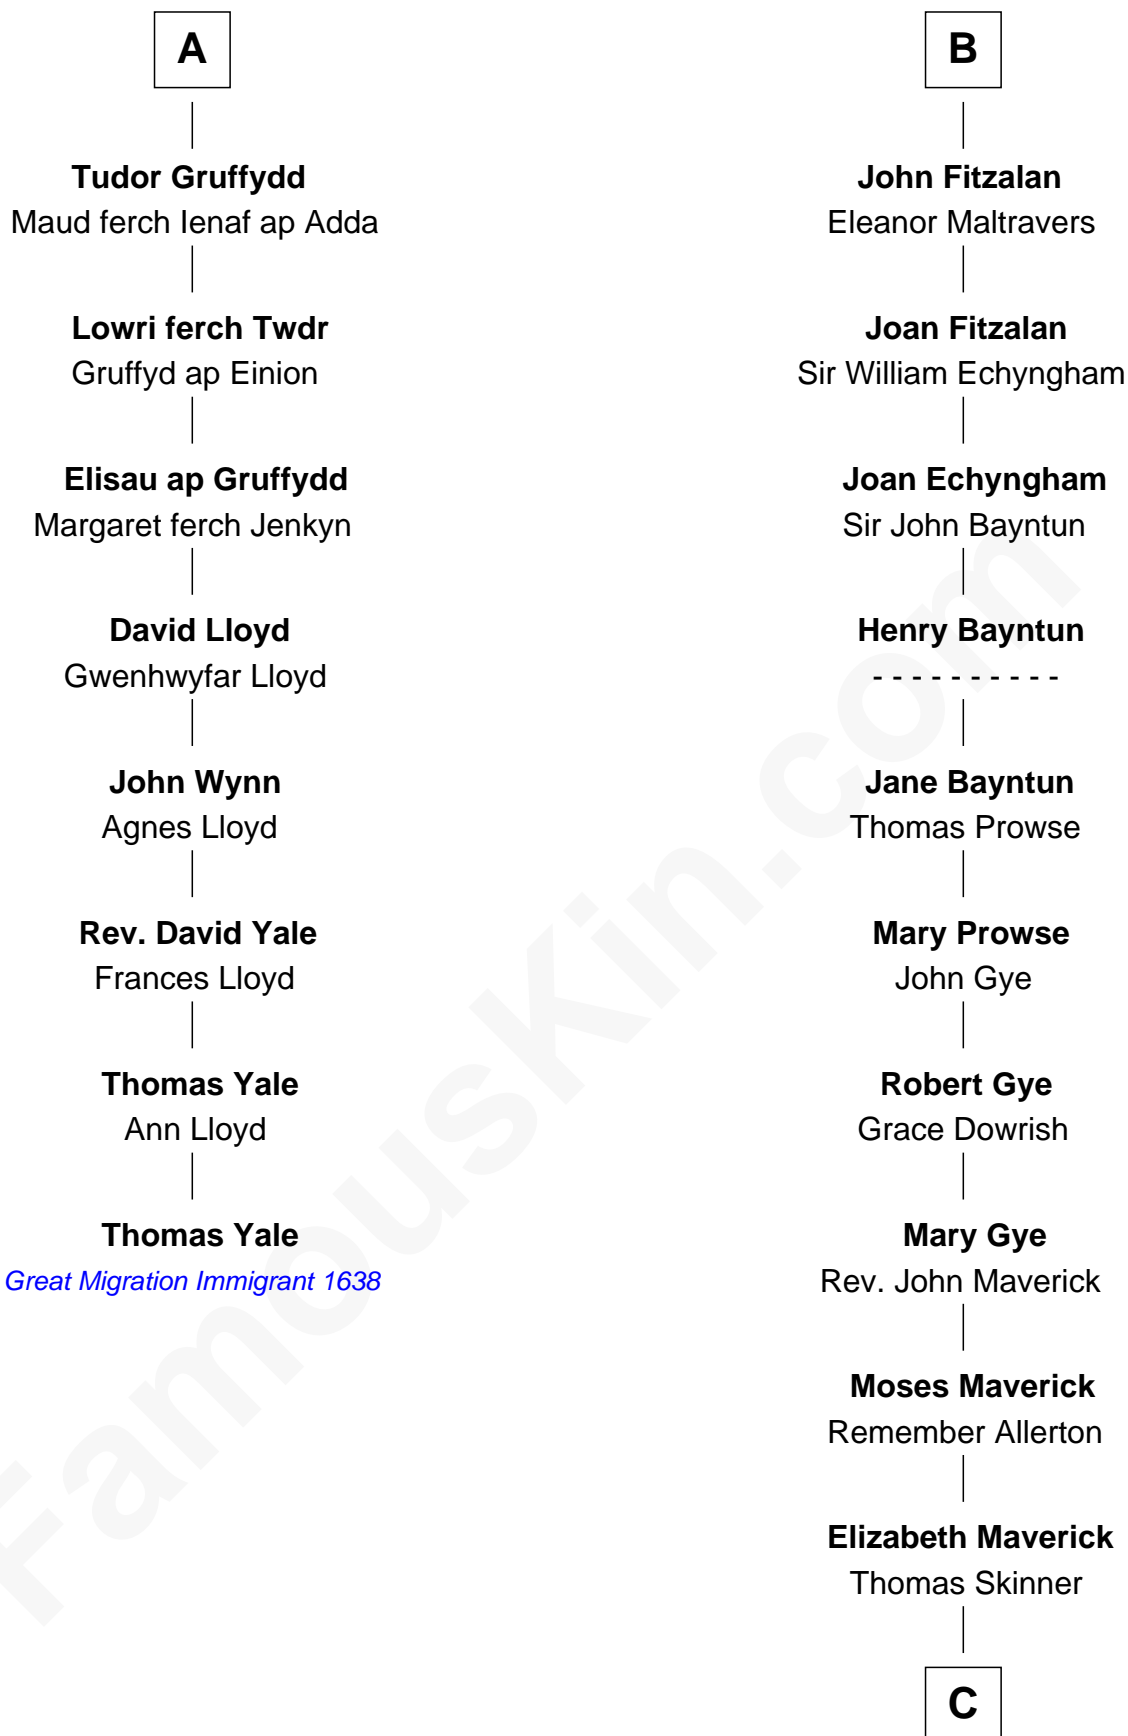 A
Tudor Gruffydd
Maud ferch Ienaf ap Adda
Lowri ferch Twdr
Gruffyd ap Einion
Elisau ap Gruffydd
Margaret ferch Jenkyn
David Lloyd
Gwenhwyfar Lloyd
John Wynn
Agnes Lloyd
Rev. David Yale
Frances Lloyd
Thomas Yale
Ann Lloyd
Thomas Yale
Great Migration Immigrant 1638
B
John Fitzalan
Eleanor Maltravers
Joan Fitzalan
Sir William Echyngham
Joan Echyngham
Sir John Bayntun
Henry Bayntun
- - - - - - - - - -
Jane Bayntun
Thomas Prowse
Mary Prowse
John Gye
Robert Gye
Grace Dowrish
Mary Gye
Rev. John Maverick
Moses Maverick
Remember Allerton
Elizabeth Maverick
Thomas Skinner
C
FamousKin.com